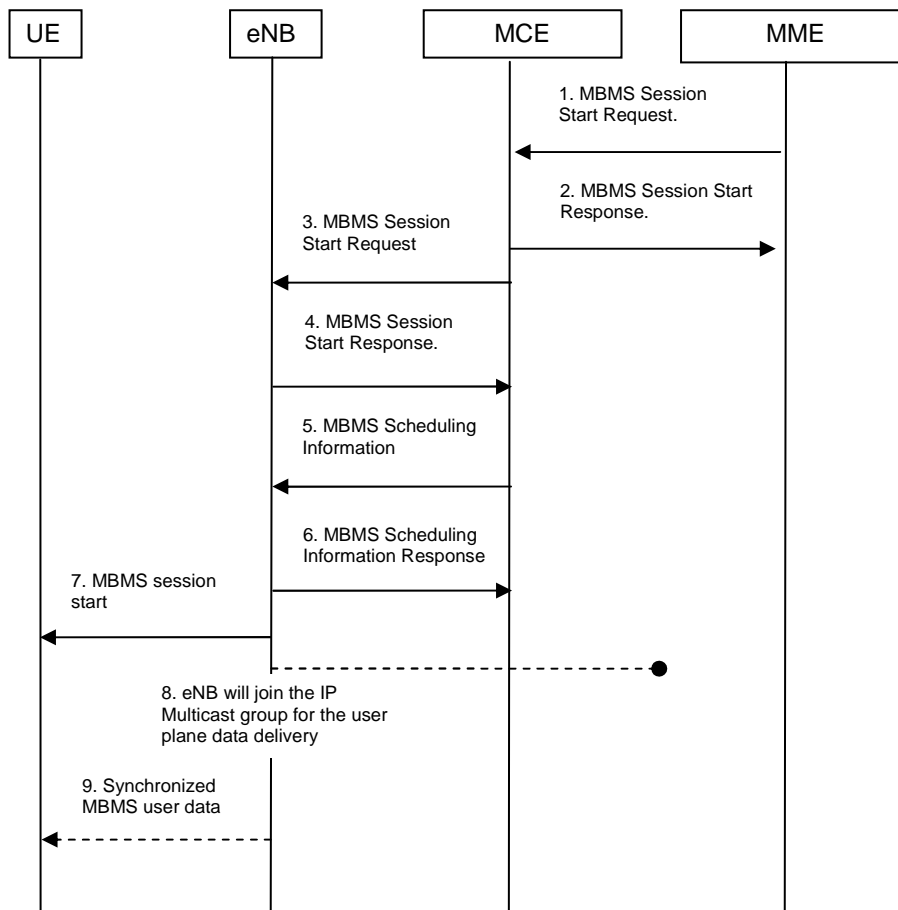 UE
eNB
MCE
MME
1. MBMS Session
Start Request.
2. MBMS Session Start
Response.
3. MBMS Session
Start Request
4. MBMS Session
Start Response.
5. MBMS Scheduling
Information
6. MBMS Scheduling
Information Response
7. MBMS session
start
8. eNB will join the IP
Multicast group for the user
plane data delivery
9. Synchronized
MBMS user data